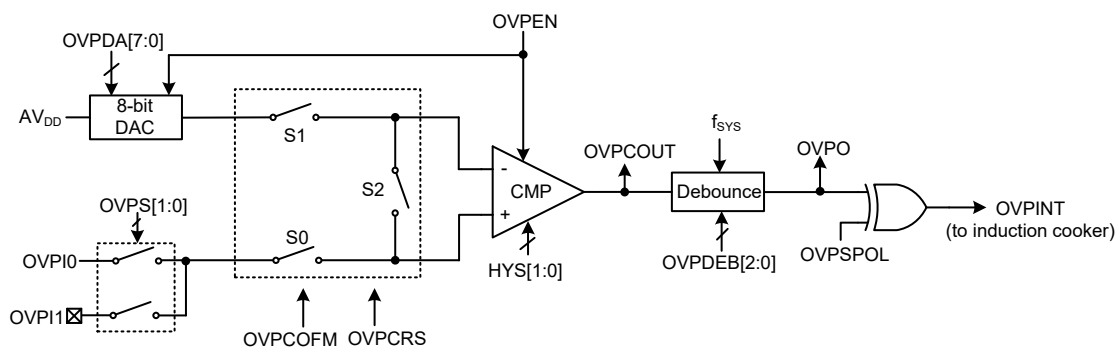 OVPEN
OVPDA[7:0]
AVDD
8-bit
DAC
S1
S2
S0
OVPS[1:0]
OVPI0
OVPI1
OVPCOFM
OVPCRS
-
+
CMP
HYS[1:0]
OVPCOUT
fSYS
Debounce
OVPDEB[2:0]
OVPO
OVPSPOL
OVPINT
(to induction cooker)